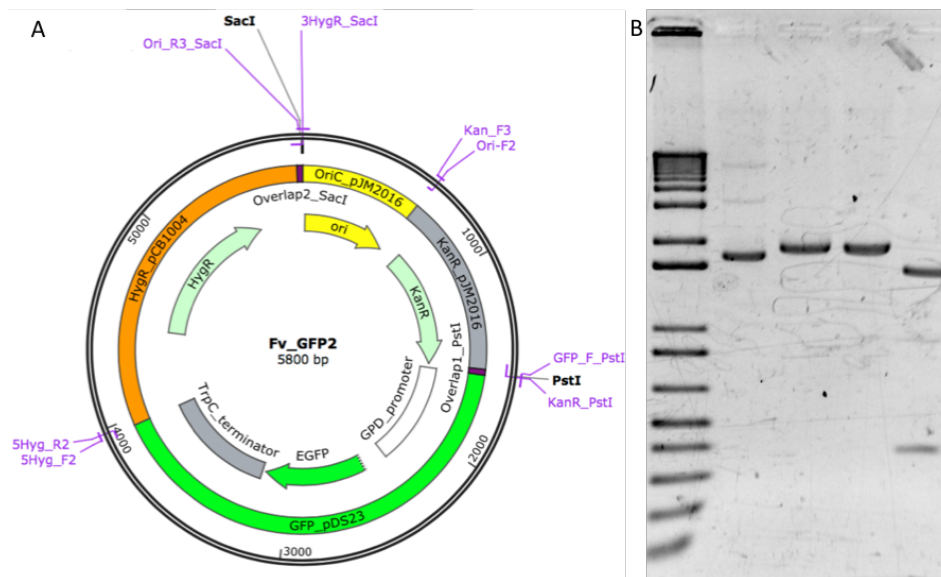 A
B
SacI
3HygR_SacI
Ori_R3_SacI
Kan_F3
Ori-F2
OriC_pJM2016
Overlap2_SacI
ori
1000
5000
HygR_pCB1004
HygR
KanR
KanR_pJM2016
Fv_GFP2
5800 bp
GFP_F_PstI
PstI
KanR_PstI
Overlap1_PstI
GPD_promoter
TrpC_terminator
EGFP
5Hyg_R2
5Hyg_F2
4000
2000
GFP_pDS23
3000